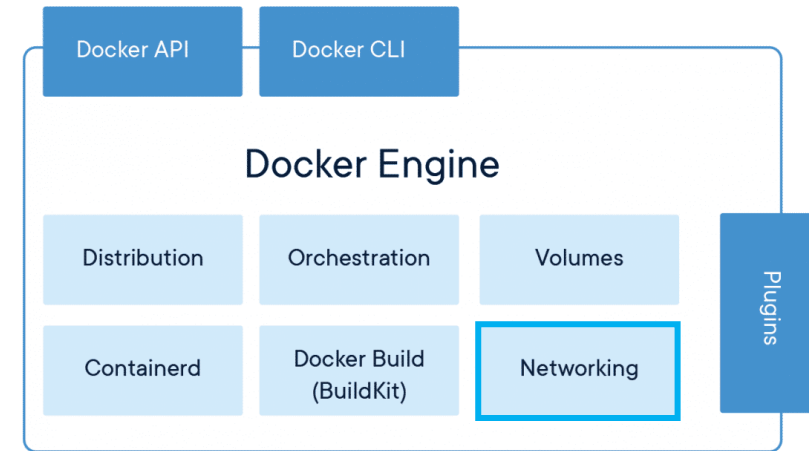 Docker API
Docker CLI
Docker Engine
Distribution
Orchestration
Volumes
Containerd
Docker Build
(BuildKit)
Networking
Plugins